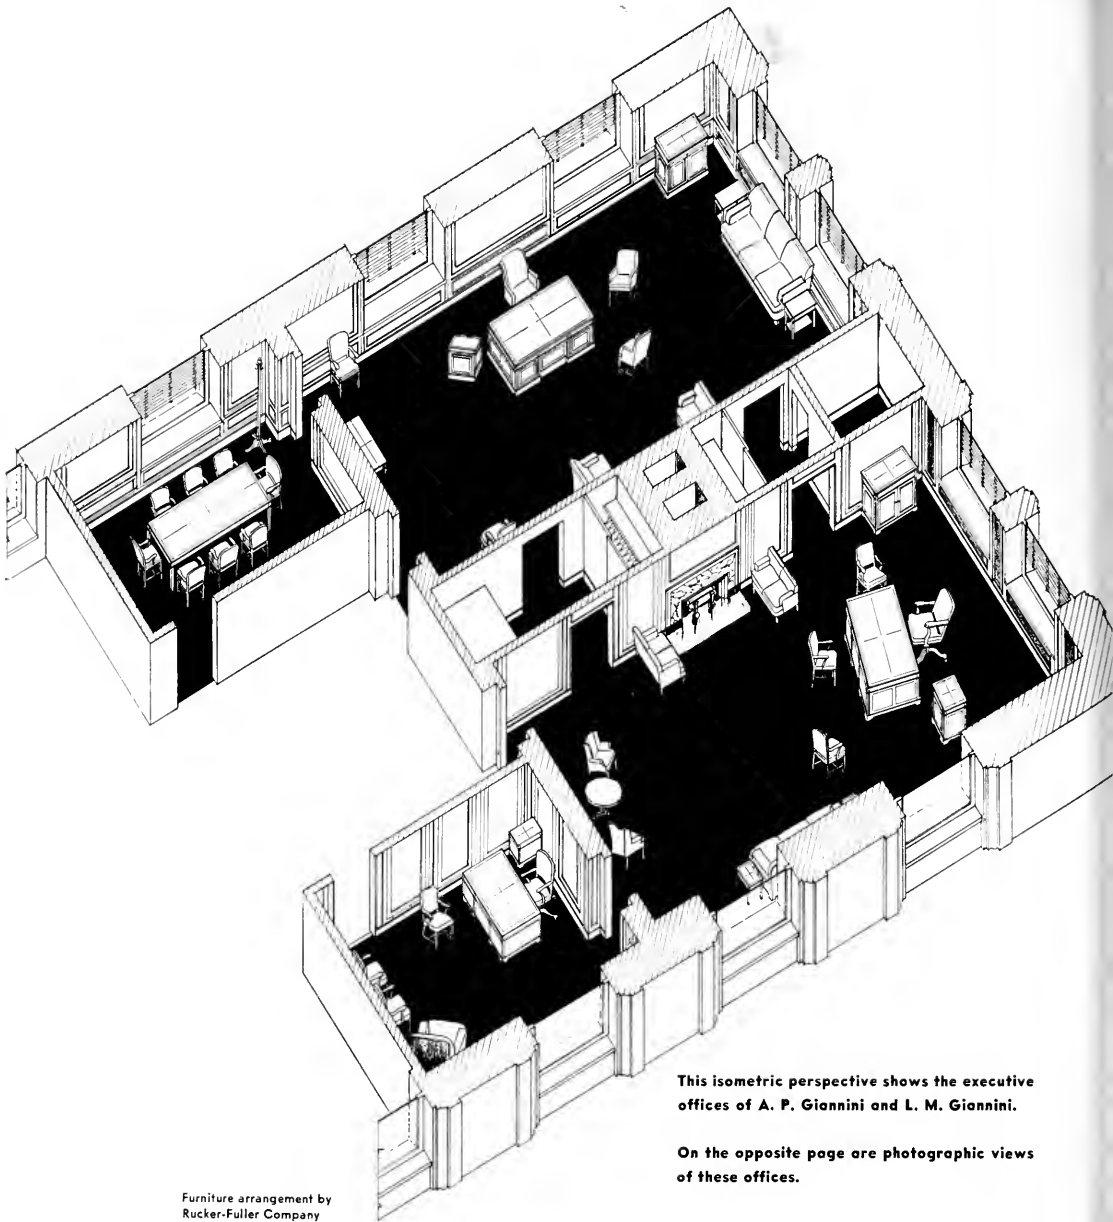 This isometric perspective shows the executive
offices of A. P. Giannini and L. M. Giannini.
On the opposite page are photographic views
of these offices.
Furniture arrangement by
Rucker-Fuller Company